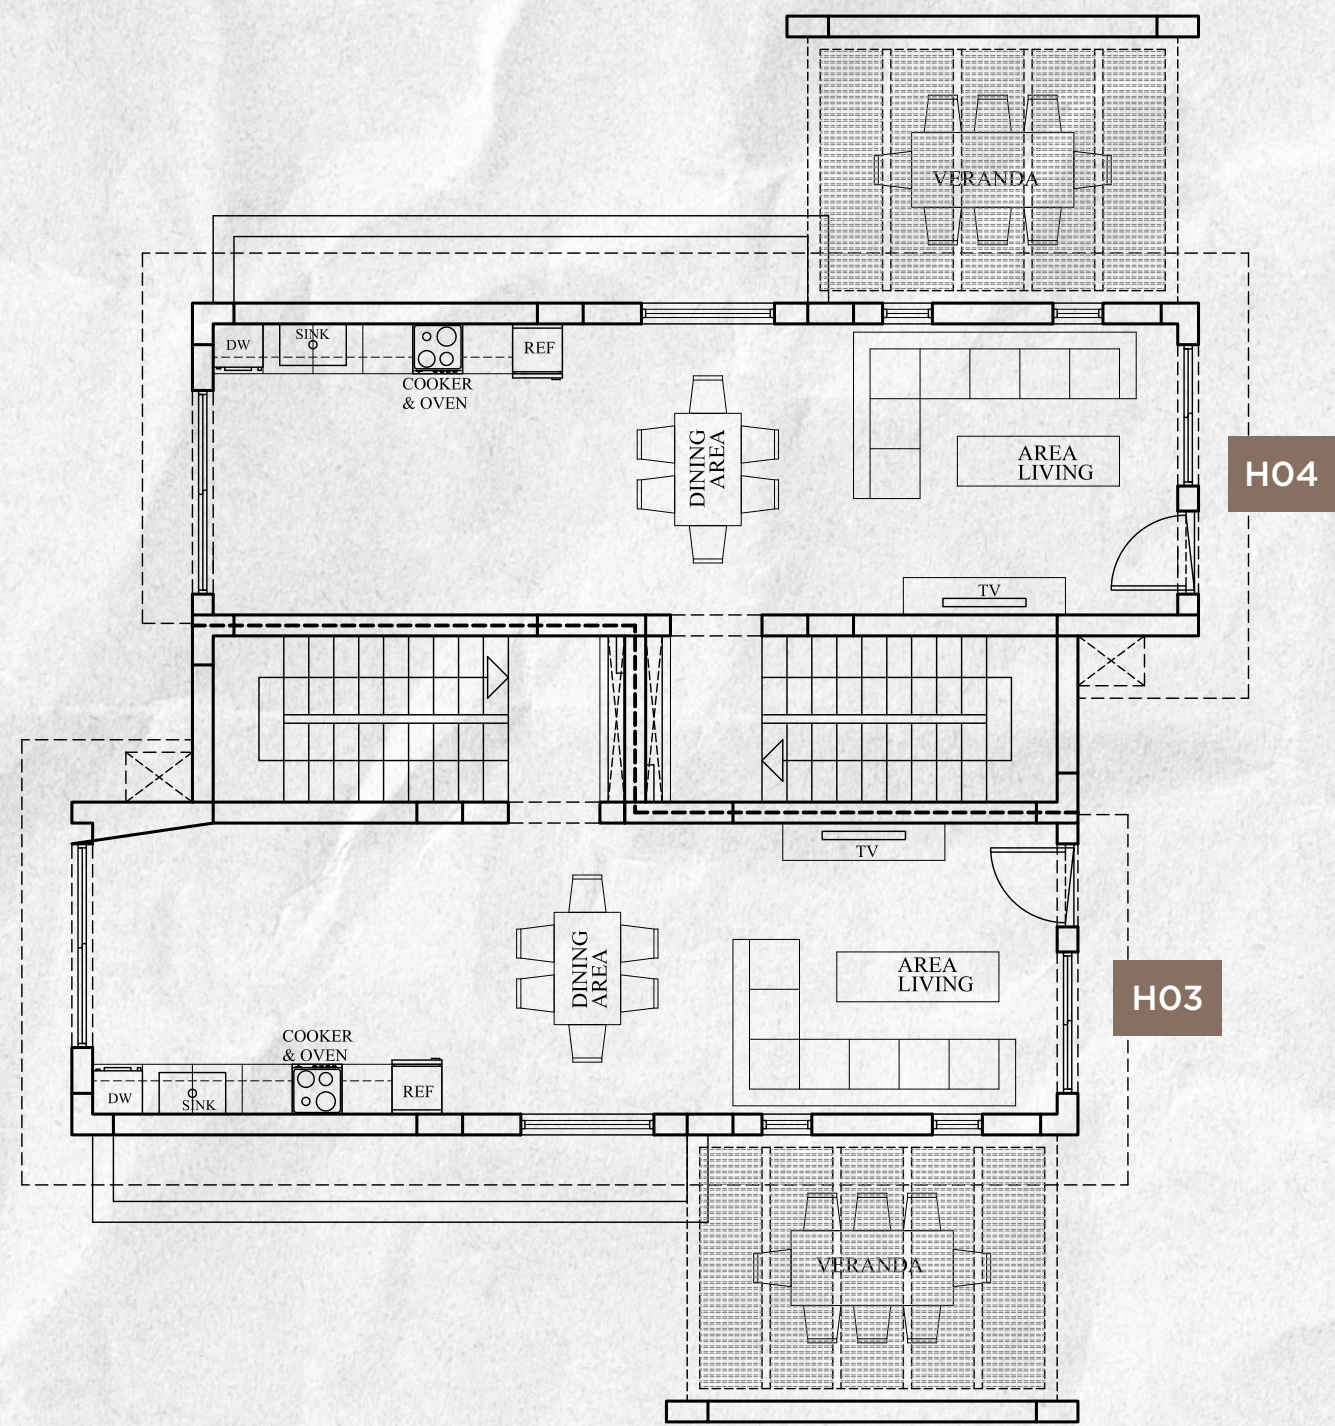 VERANDA
DW
SINK
REF
COOKER
& OVEN
DINING
AREA
AREA
LIVING
H04
TV
TV
DINING
AREA
AREA
LIVING
H03
COOKER
& OVEN
DW
SINK
REF
VERANDA